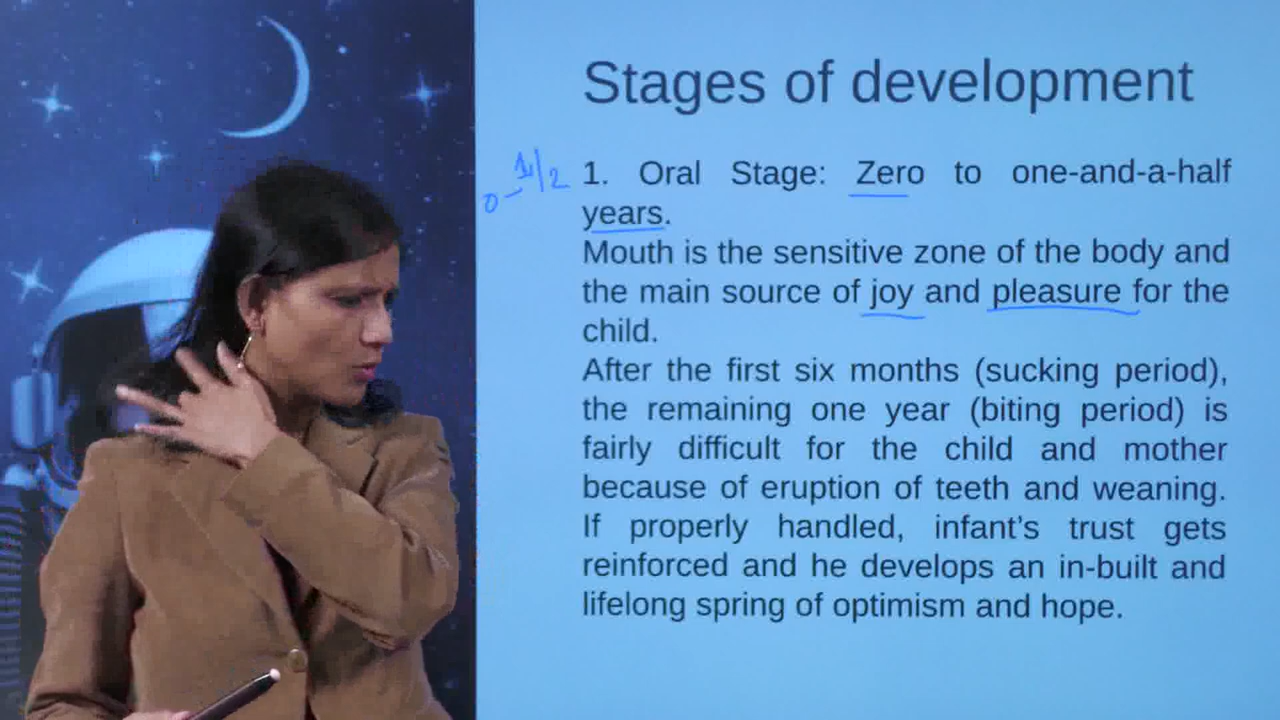 Stages of development
0-1 1/2
1. Oral Stage: Zero to one-and-a-half
years.
Mouth is the sensitive zone of the body and
the main source of joy and pleasure for the
child.
After the first six months (sucking period),
the remaining one year (biting period) is
fairly difficult for the child and mother
because of eruption of teeth and weaning.
If properly handled, infant's trust gets
reinforced and he develops an in-built and
lifelong spring of optimism and hope.